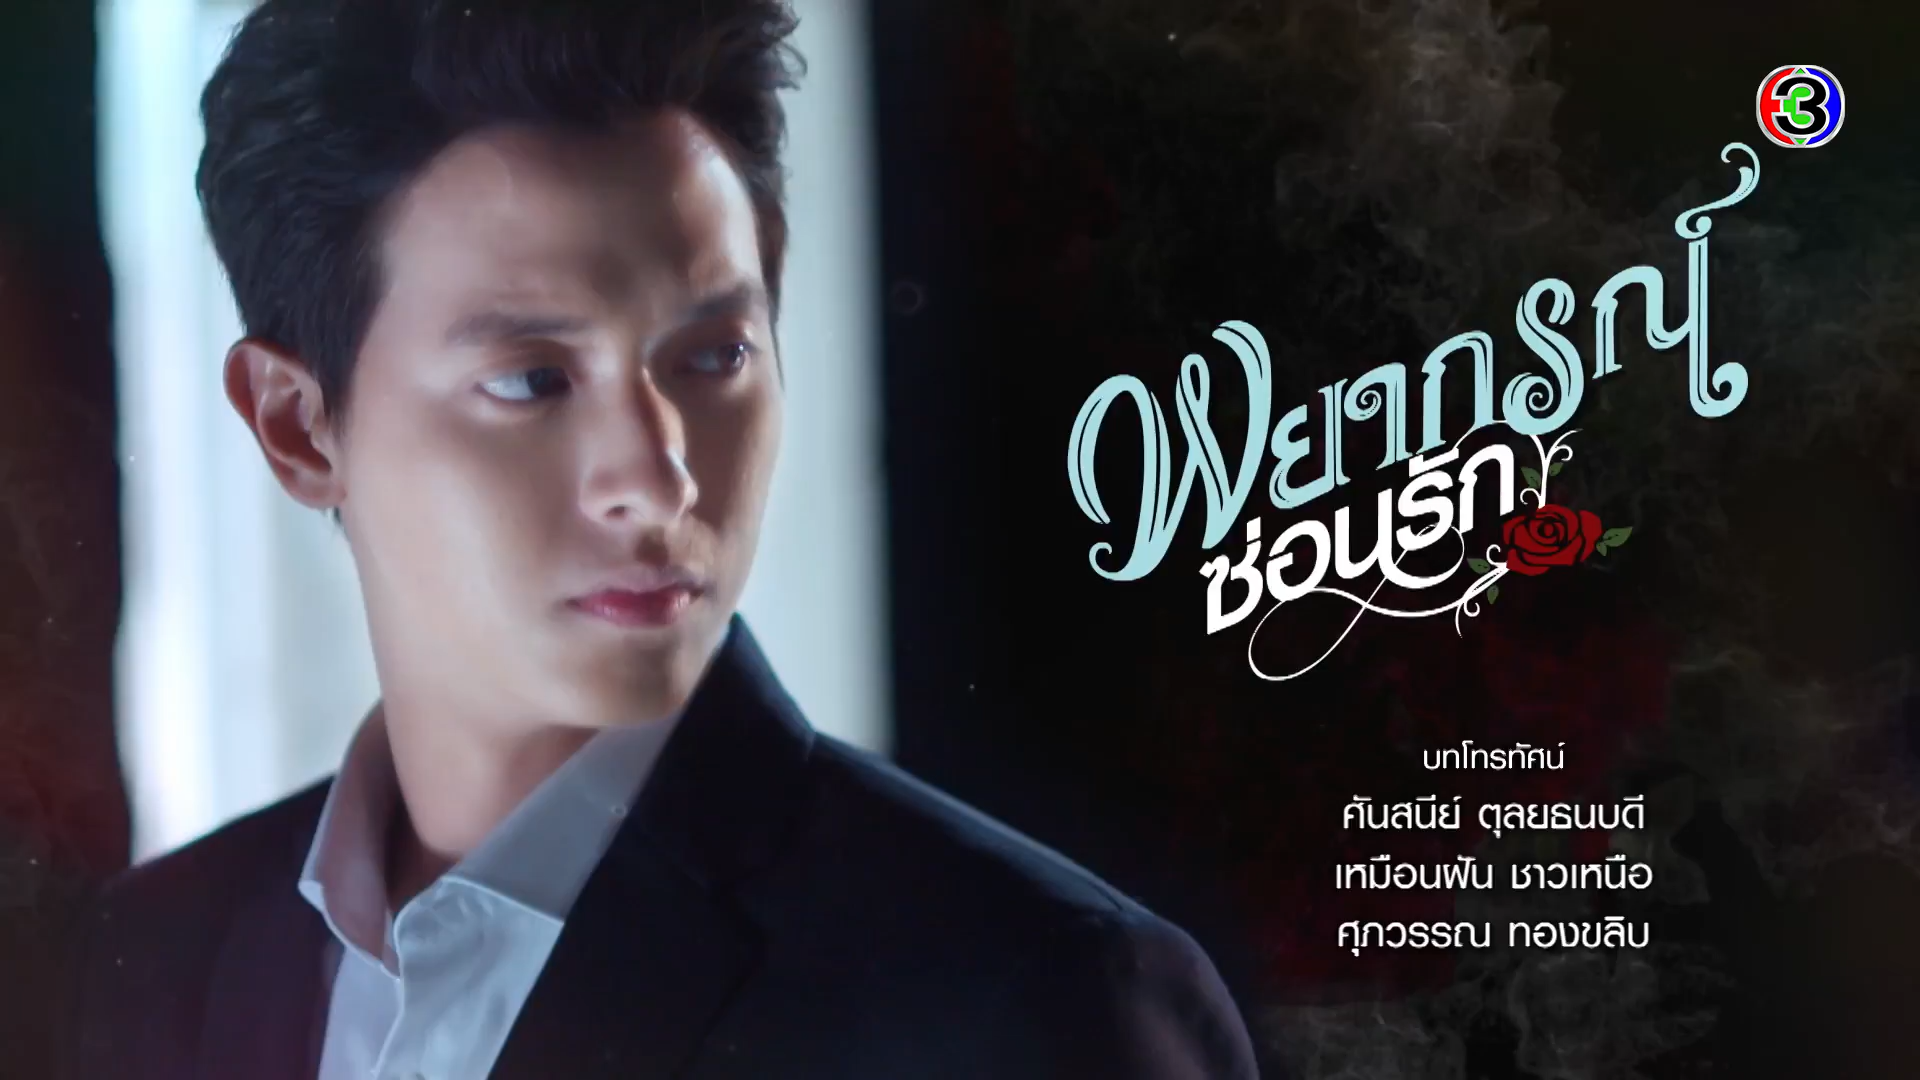 3
พยากรณ์
ซ่อนรัก
บทโทรทัศน์
ศันสนีย์ ตุลยธนบดี
เหมือนฝัน ชาวเหนือ
ศุภวรรณ ทองขลิบ